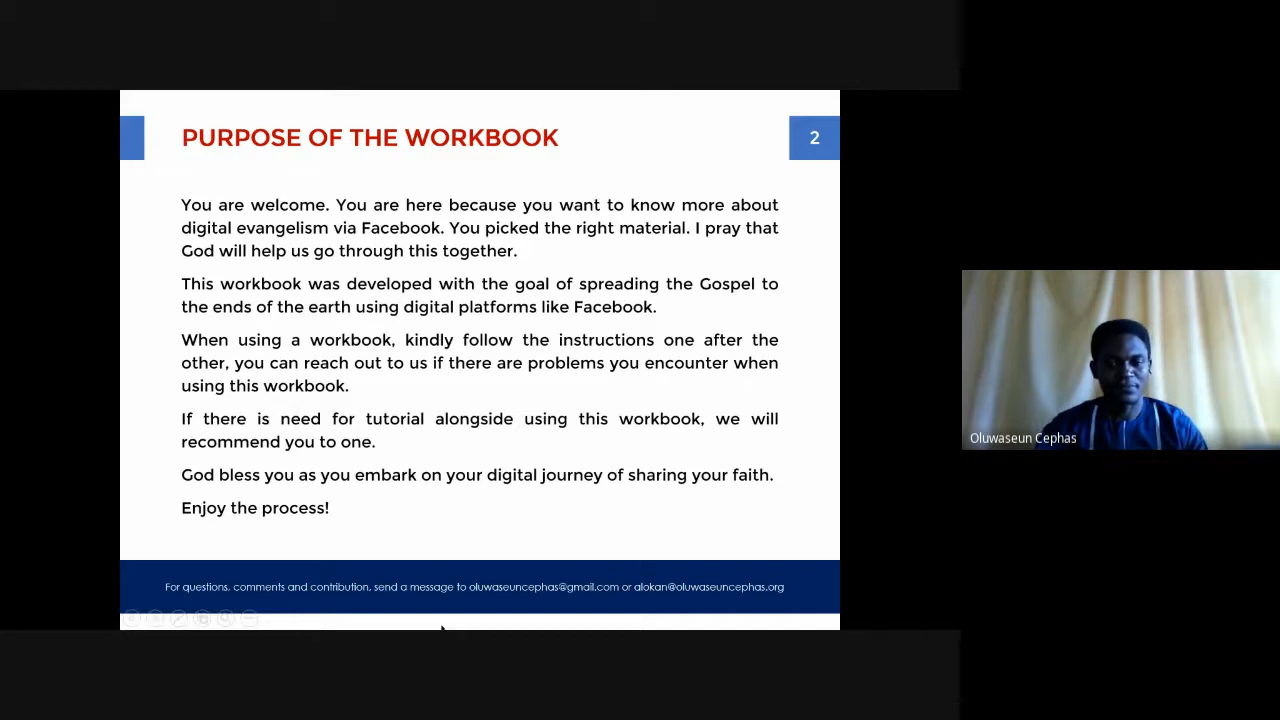 PURPOSE OF THE WORKBOOK
2
You are welcome. You are here because you want to know more about
digital evangelism via Facebook. You picked the right material. I pray that
God will help us go through this together.
This workbook was developed with the goal of spreading the Gospel to
the ends of the earth using digital platforms like Facebook.
When using a workbook, kindly follow the instructions one after the
other, you can reach out to us if there are problems you encounter when
using this workbook.
If there is need for tutorial alongside using this workbook, we will
recommend you to one.
God bless you as you embark on your digital journey of sharing your faith.
Enjoy the process!
For questions, comments and contribution, send a message to oluwaseuncephas@gmail.com or alokan@oluwaseuncephas.org
Oluwaseun Cephas